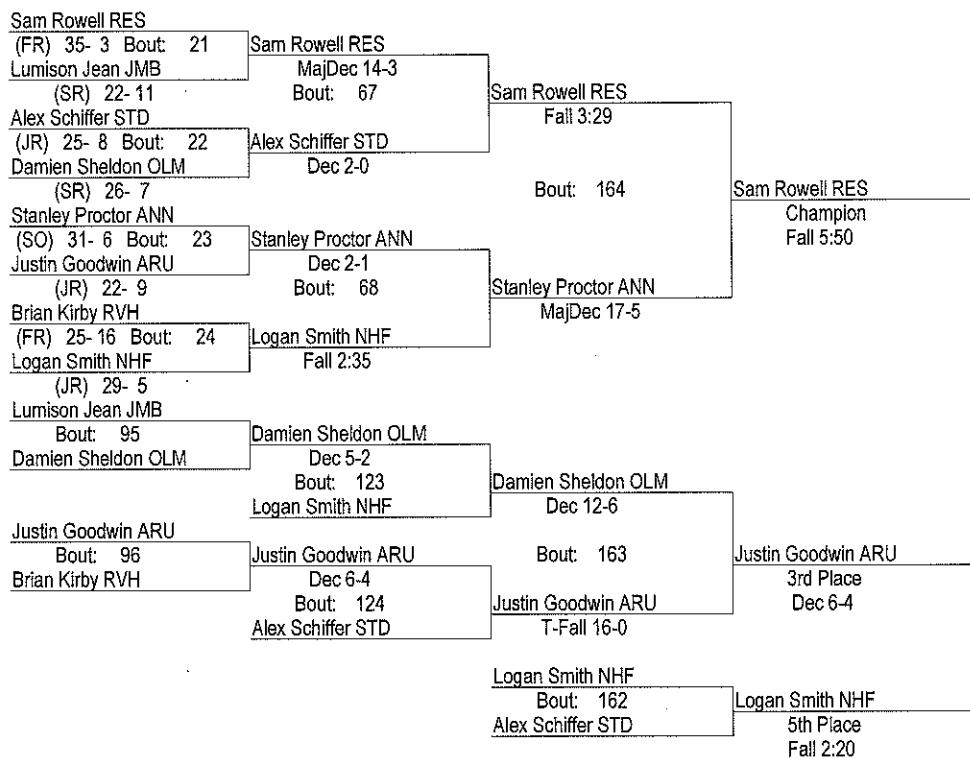 Sam Rowell RES
(FR) 35- 3 Bout: 21
Lumison Jean JMB
(SR) 22- 11
Alex Schiffer STD
(JR) 25- 8 Bout: 22
Damien Sheldon OLM
(SR) 26- 7
Stanley Proctor ANN
(SO) 31- 6 Bout: 23
Justin Goodwin ARU
(JR) 22- 9
Brian Kirby RVH
(FR) 25- 16 Bout: 24
Logan Smith NHF
(JR) 29- 5
Lumison Jean JMB
Bout: 95
Damien Sheldon OLM
Justin Goodwin ARU
Bout: 96
Brian Kirby RVH
Sam Rowell RES
MajDec 14-3
Bout: 67
Alex Schiffer STD
Dec 2-0
Stanley Proctor ANN
Dec 2-1
Bout: 68
Logan Smith NHF
Fall 2:35
Damien Sheldon OLM
Dec 5-2
Bout: 123
Logan Smith NHF
Justin Goodwin ARU
Dec 6-4
Bout: 124
Alex Schiffer STD
Sam Rowell RES
Fall 3:29
Bout: 164
Stanley Proctor ANN
MajDec 17-5
Damien Sheldon OLM
Dec 12-6
Bout: 163
Justin Goodwin ARU
T-Fall 16-0
Logan Smith NHF
Bout: 162
Alex Schiffer STD
Sam Rowell RES
Champion
Fall 5:50
Justin Goodwin ARU
3rd Place
Dec 6-4
Logan Smith NHF
5th Place
Fall 2:20